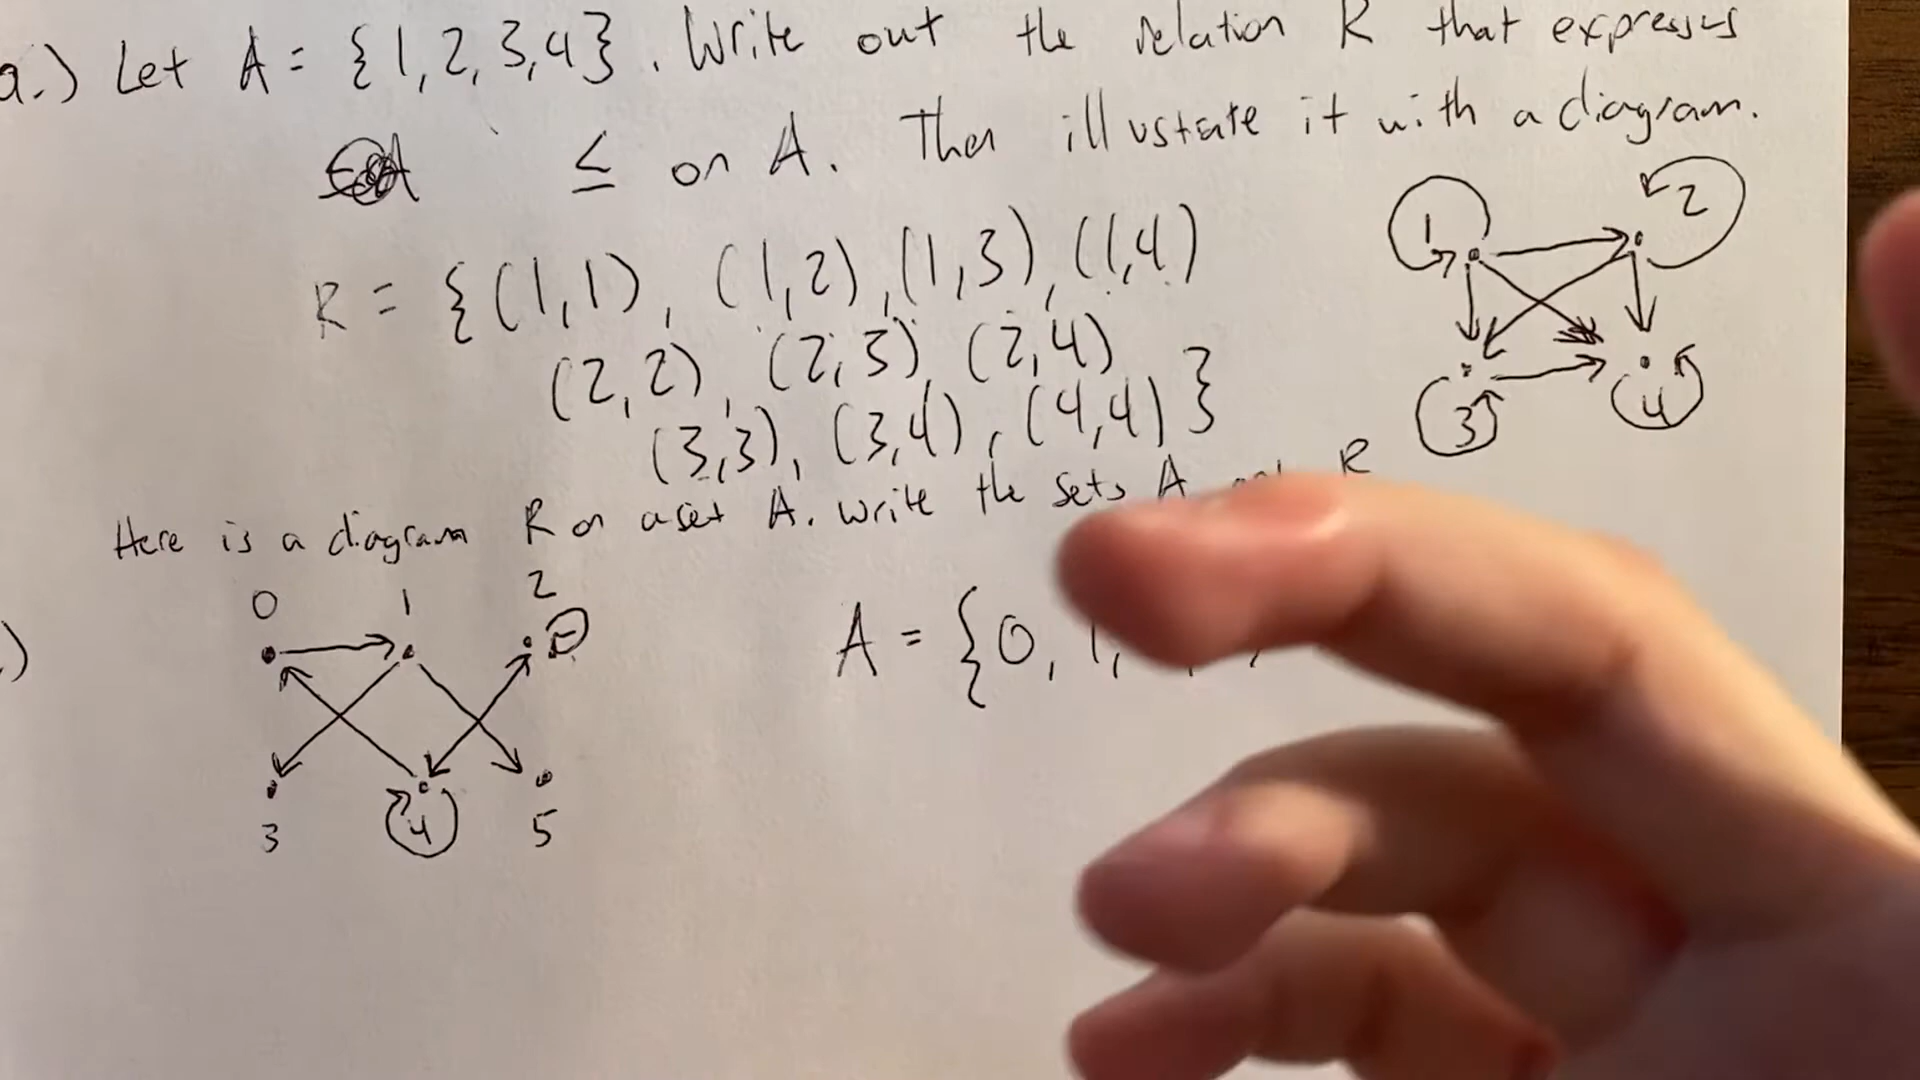 a.) Let A = {1,2,3,4}. Write out the relation R that expresses
≤ on A. Then illustrate it with a diagram.
R = {(1,1), (1,2),(1,3),(1,4)
(2,2), (2,3) (2,4)
(3,3), (3,4), (4,4)}
1 2
3 4
Here is a diagram R on a set A. Write the sets A R
0 1 2
3 4 5
A = {0, 1,